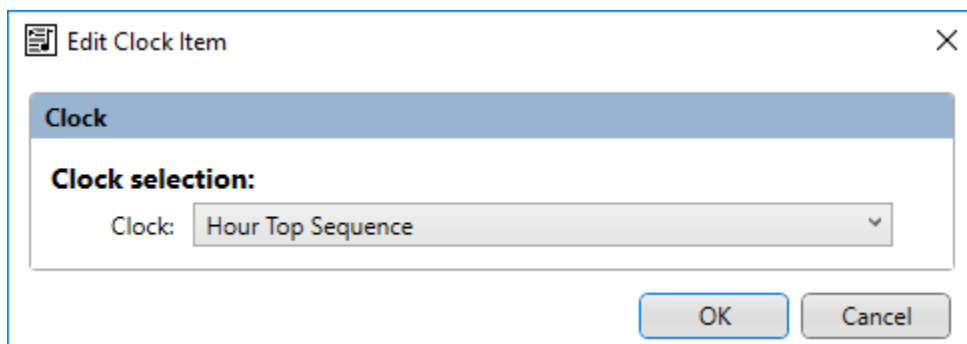 Edit Clock Item
Clock
Clock selection:
Clock: Hour Top Sequence
OK Cancel